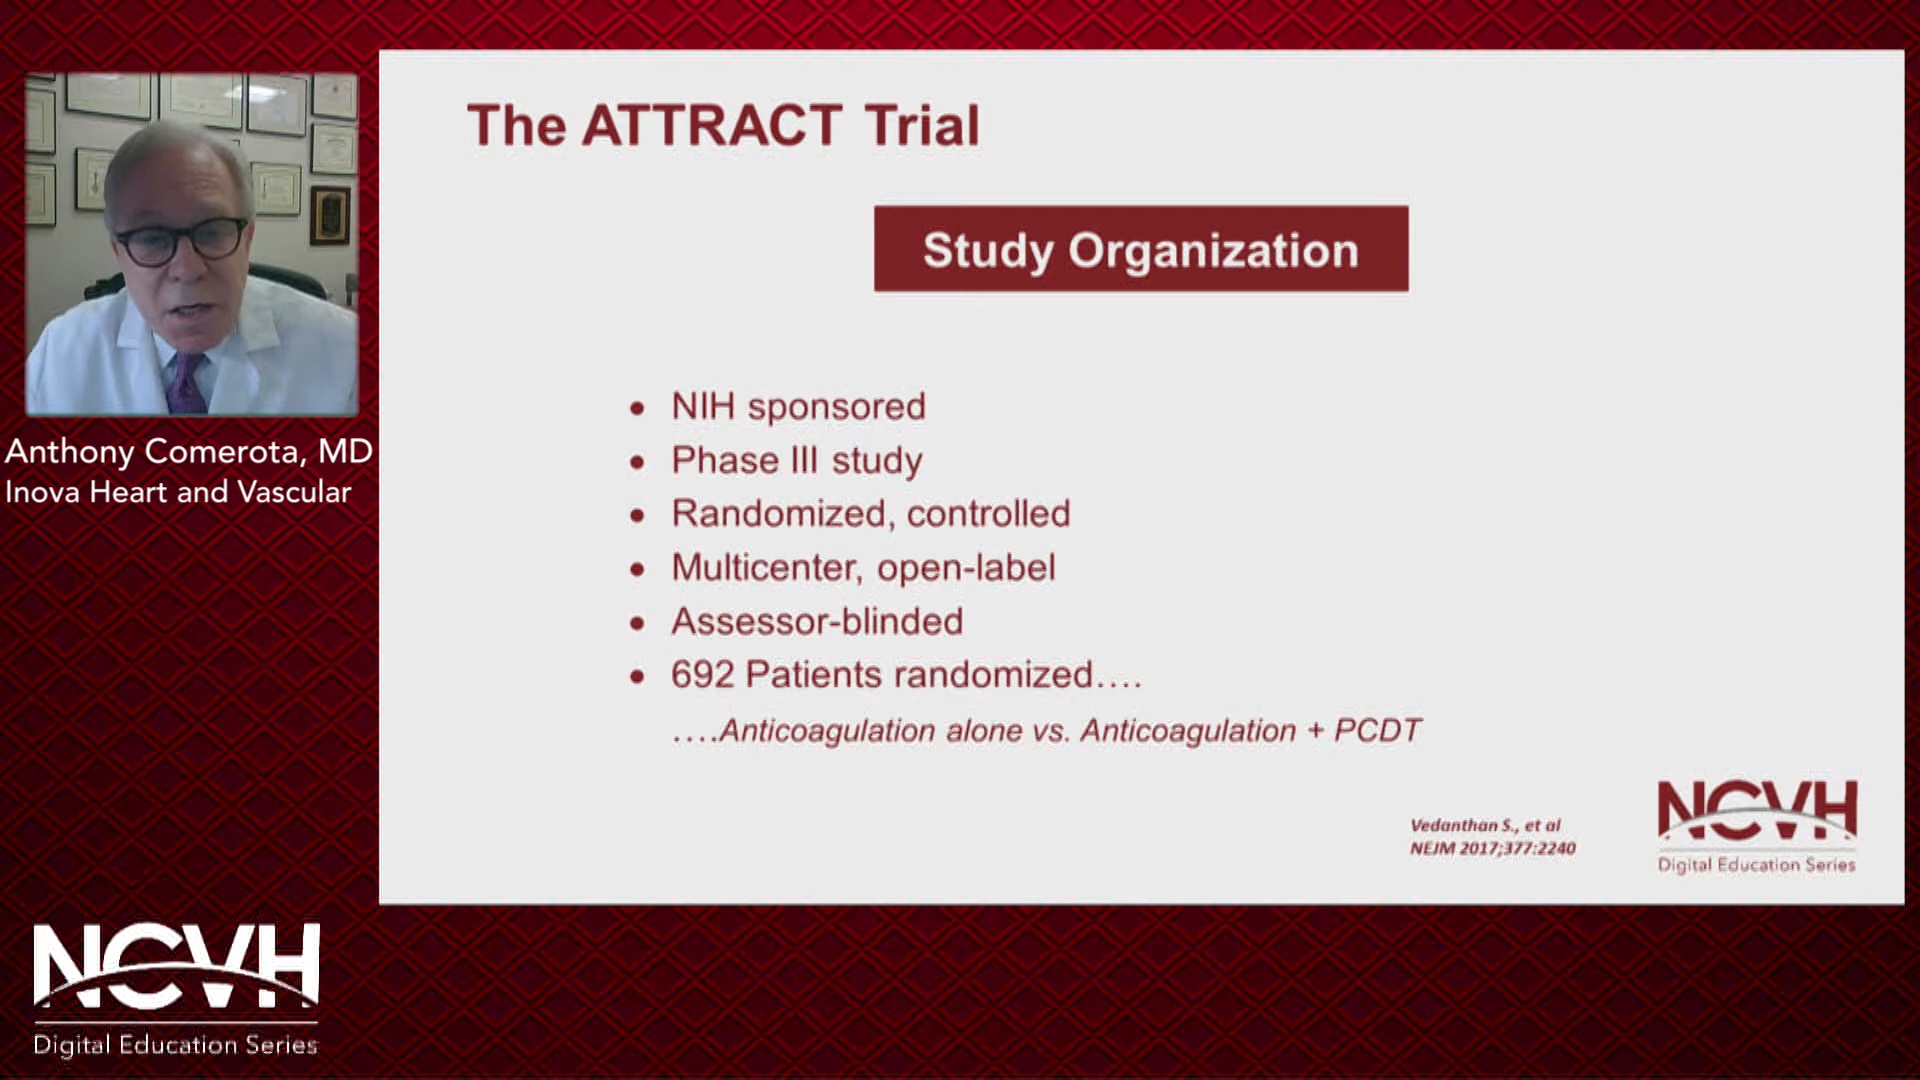 The ATTRACT Trial
Study Organization
• NIH sponsored
• Phase III study
• Randomized, controlled
• Multicenter, open-label
• Assessor-blinded
• 692 Patients randomized….
….Anticoagulation alone vs. Anticoagulation + PCDT
Vedanthan S., et al
NEJM 2017;377:2240
NCVH
Digital Education Series
Anthony Comerota, MD
Inova Heart and Vascular
NCVH
Digital Education Series